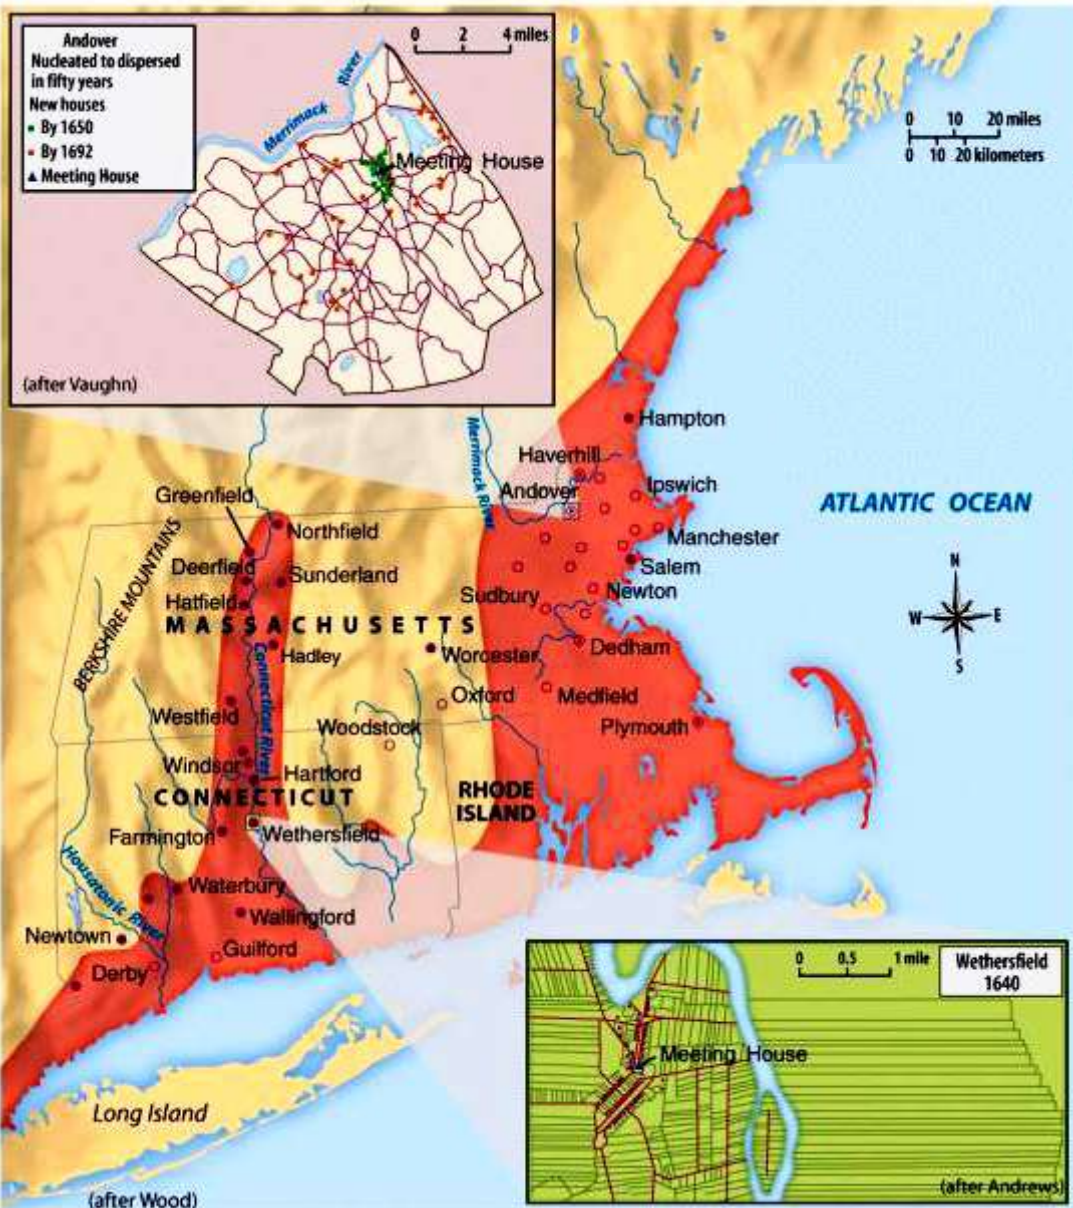 Andover
Nucleated to dispersed
in fifty years
New houses
By 1650
By 1692
Meeting House
0 2 4 miles
Merrimack River
Meeting House
(after Vaughn)
0 10 20 miles
0 10 20 kilometers
Hampton
Haverhill
Merrimack River
Andover
Ipswich
ATLANTIC OCEAN
Greenfield
Northfield
Manchester
BERKSHIRE MOUNTAINS
Deerfield
Sunderland
Salem
N
Hatfield
Sudbury
Newton
W
E
MASSACHUSETTS
S
Hadley
Worcester
Dedham
Connecticut River
Oxford
Medfield
Westfield
Woodstock
Plymouth
Windsor
Hartford
CONNECTICUT
RHODE
ISLAND
Farmington
Wethersfield
Housatonic River
Waterbury
Wallingford
Newtown
Guilford
Derby
0 0.5 1 mile
Wethersfield
1640
Meeting House
Long Island
(after Andrews)
(after Wood)